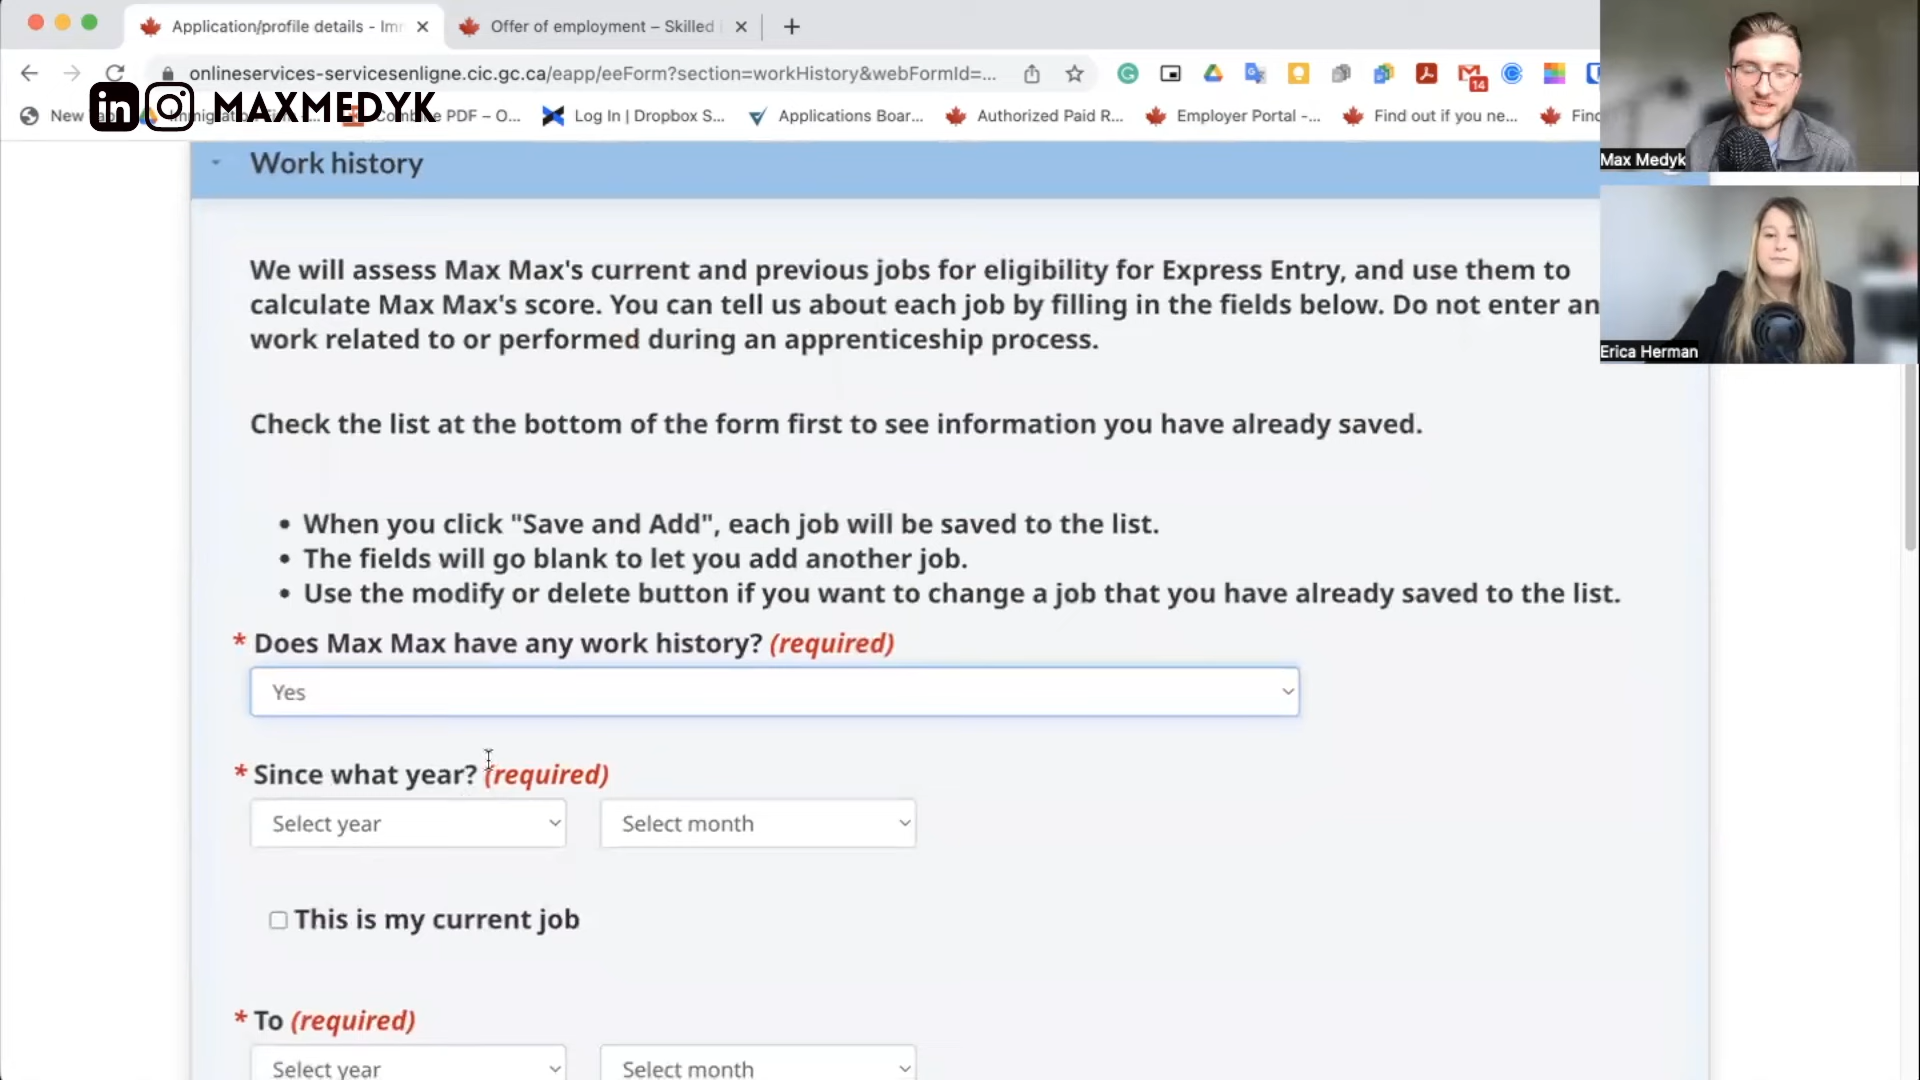 Application/profile details - Imr
Offer of employment – Skilled
onlineservices-servicesenligne.cic.gc.ca/eapp/eeForm?section=workHistory&webFormId=...
14
in MAXMEDYK
New
PDF – O...
Log In | Dropbox S...
Applications Boar...
Authorized Paid R...
Employer Portal -...
Find out if you ne...
Max Medyk
Erica Herman
Work history
We will assess Max Max's current and previous jobs for eligibility for Express Entry, and use them to
calculate Max Max's score. You can tell us about each job by filling in the fields below. Do not enter an
work related to or performed during an apprenticeship process.
Check the list at the bottom of the form first to see information you have already saved.
• When you click "Save and Add", each job will be saved to the list.
• The fields will go blank to let you add another job.
• Use the modify or delete button if you want to change a job that you have already saved to the list.
* Does Max Max have any work history? (required)
Yes
* Since what year? (required)
Select year Select month
This is my current job
* To (required)
Select year Select month